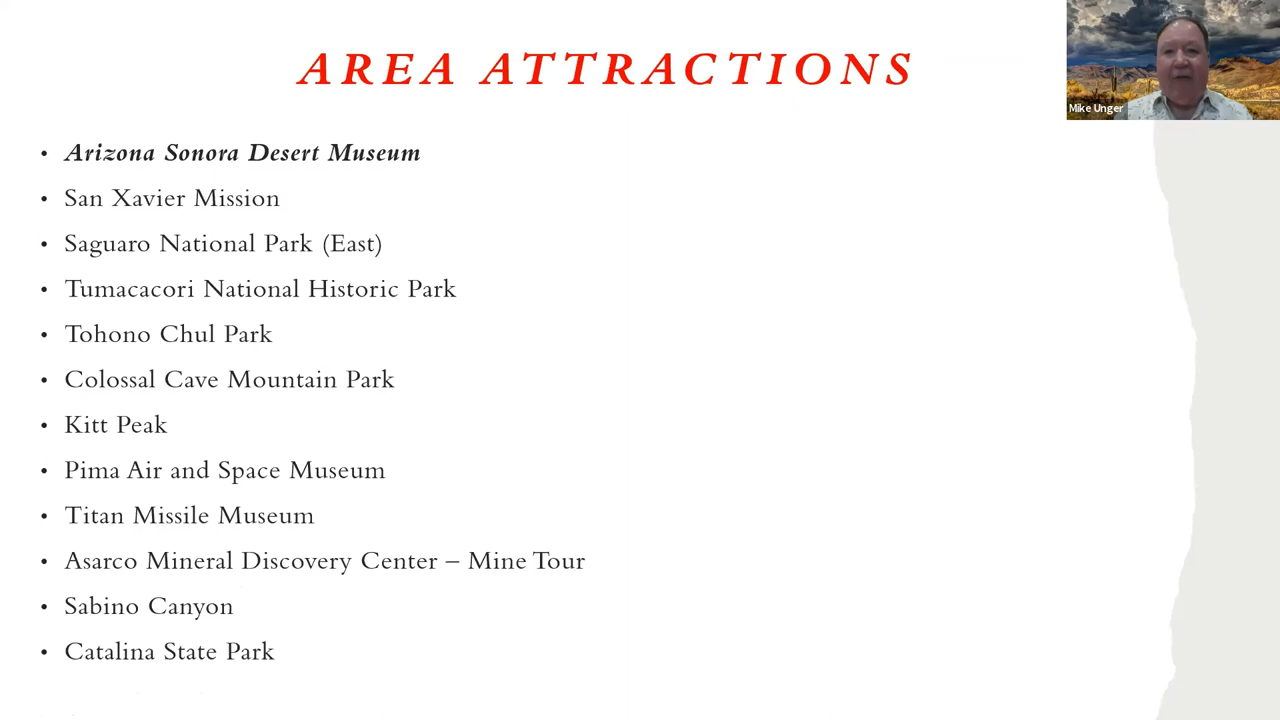 AREA ATTRACTIONS
Mike Unger
• Arizona Sonora Desert Museum
• San Xavier Mission
• Saguaro National Park (East)
• Tumacacori National Historic Park
• Tohono Chul Park
• Colossal Cave Mountain Park
• Kitt Peak
• Pima Air and Space Museum
• Titan Missile Museum
• Asarco Mineral Discovery Center – Mine Tour
• Sabino Canyon
• Catalina State Park